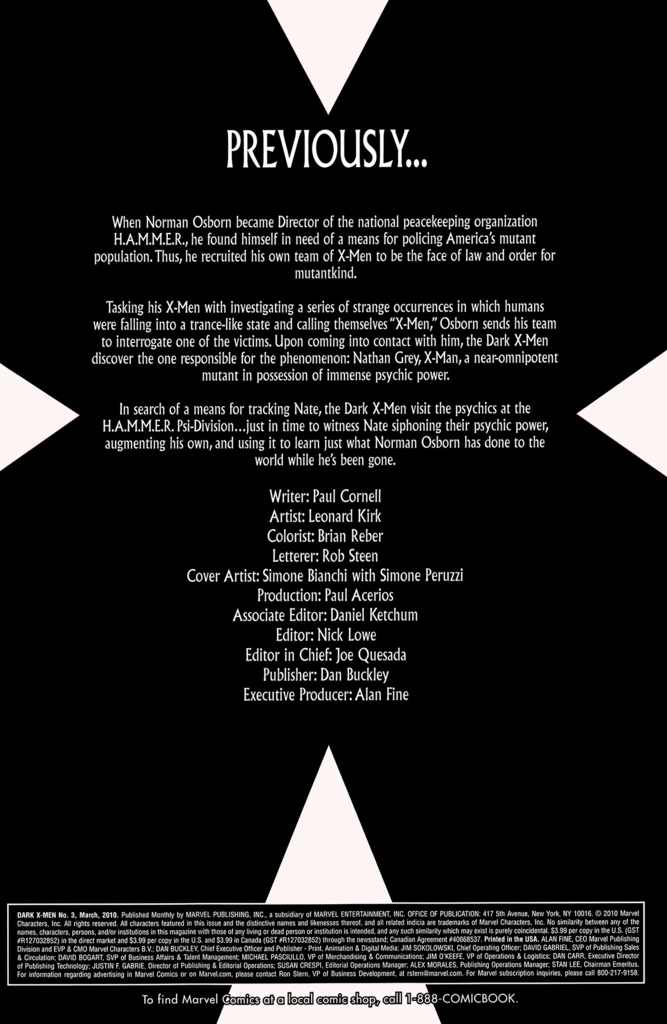 PREVIOUSLY...
When Norman Osborn became Director of the national peacekeeping organization
H.A.M.M.E.R., he found himself in need of a means for policing America's mutant
population. Thus, he recruited his own team of X-Men to be the face of law and order for
mutantkind.
Tasking his X-Men with investigating a series of strange occurrences in which humans
were falling into a trance-like state and calling themselves "X-Men," Osborn sends his team
to interrogate one of the victims. Upon coming into contact with him, the Dark X-Men
discover the one responsible for the phenomenon: Nathan Grey, X-Man, a near-omnipotent
mutant in possession of immense psychic power.
In search of a means for tracking Nate, the Dark X-Men visit the psychics at the
H.A.M.M.E.R. Psi-Division...just in time to witness Nate siphoning their psychic power,
augmenting his own, and using it to learn just what Norman Osborn has done to the
world while he's been gone.
Writer: Paul Cornell
Artist: Leonard Kirk
Colorist: Brian Reber
Letterer: Rob Steen
Cover Artist: Simone Bianchi with Simone Peruzzi
Production: Paul Acerios
Associate Editor: Daniel Ketchum
Editor: Nick Lowe
Editor in Chief: Joe Quesada
Publisher: Dan Buckley
Executive Producer: Alan Fine
DARK X-MEN No. 3, March, 2010. Published Monthly by MARVEL PUBLISHING, INC., a subsidiary of MARVEL ENTERTAINMENT, INC. OFFICE OF PUBLICATION: 417 5th Avenue, New York, NY 10016. © 2010 Marvel
Characters, Inc. All rights reserved. All characters featured in this issue and the distinctive names and likenesses thereof, and all related indicia are trademarks of Marvel Characters, Inc. No similarity between any of the
names, characters, persons, and/or institutions in this magazine with those of any living or dead person or institution is intended, and any such similarity which may exist is purely coincidental. $3.99 per copy in the U.S. (GST
#R127032852) in the direct market and $3.99 per copy in the U.S. and $3.99 in Canada (GST #R127032852) through the newsstand; Canadian Agreement #40668537. Printed in the USA. ALAN FINE, CEO Marvel Publishing
Division and EVP & CMO Marvel Characters B.V.; DAN BUCKLEY, Chief Executive Officer and Publisher - Print, Animation & Digital Media; JIM SOKOLOWSKI, Chief Operating Officer; DAVID GABRIEL, SVP of Publishing Sales
& Circulation; DAVID BOGART, SVP of Business Affairs & Talent Management; MICHAEL PASCIULLO, VP of Merchandising & Communications; JIM O'KEEFE, VP of Operations & Logistics; DAN CARR, Executive Director
of Publishing Technology; JUSTIN F. GABRIE, Director of Publishing & Editorial Operations; SUSAN CRESPI, Editorial Operations Manager; ALEX MORALES, Publishing Operations Manager; STAN LEE, Chairman Emeritus.
For information regarding advertising in Marvel Comics or on Marvel.com, please contact Ron Stern, VP of Business Development, at rstern@marvel.com. For Marvel subscription inquiries, please call 800-217-9158.
To find Marvel Comics at a local comic shop, call 1-888-COMICBOOK.